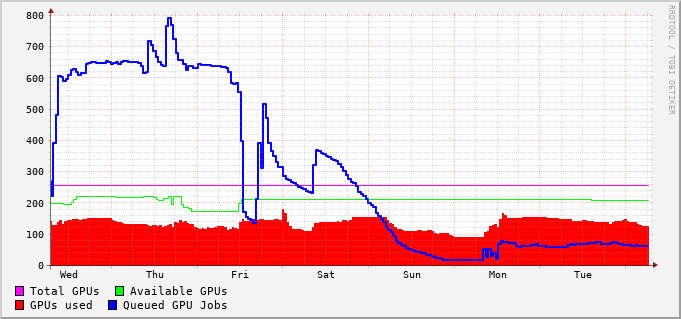 RRDTOOL / TOBI OETIKER
800
700
600
500
400
300
200
100
0
Wed Thu Fri Sat Sun Mon Tue
Total GPUs Available GPUs
GPUs used Queued GPU Jobs